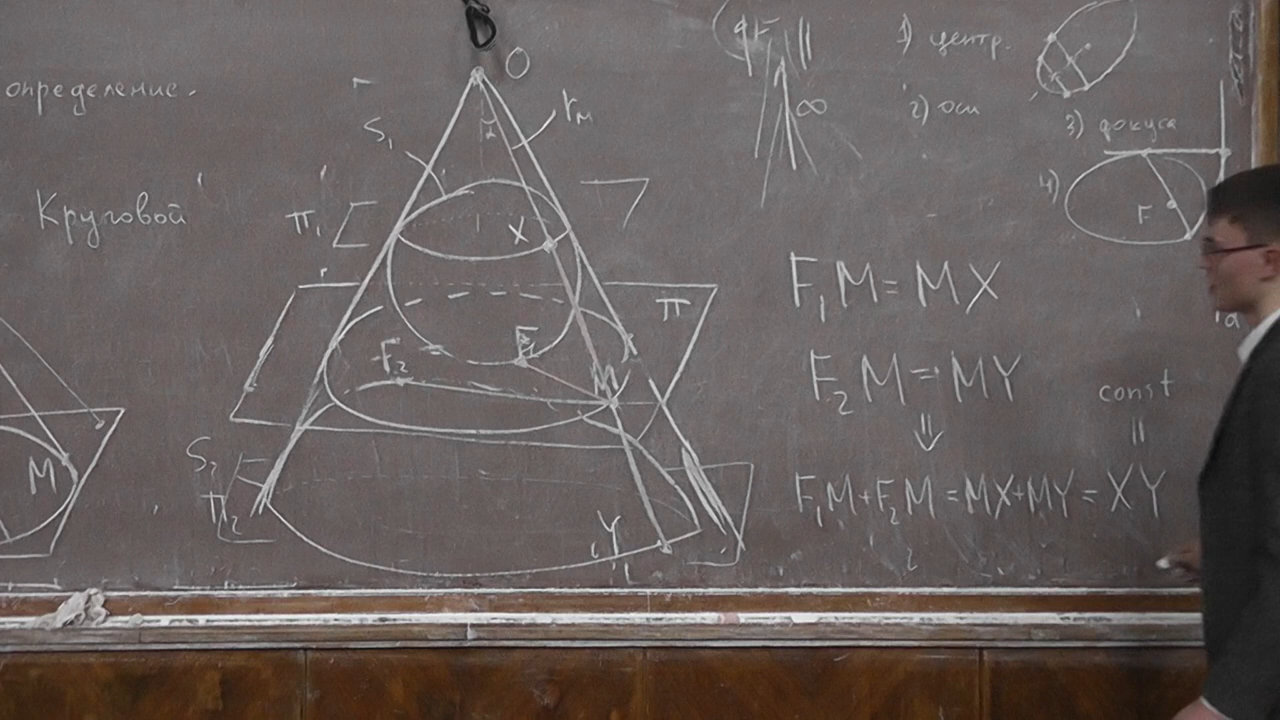 определение.
Круговой
O
α
S₁
r_M
π₁
X
π
F₂
F₁
M
S₂
π₂
Y
M
∞
1) центр.
2) оси
3) фокуса
4)
F
F₁M=MX
F₂M=MY
⇓
const
||
F₁M+F₂M=MX+MY=XY